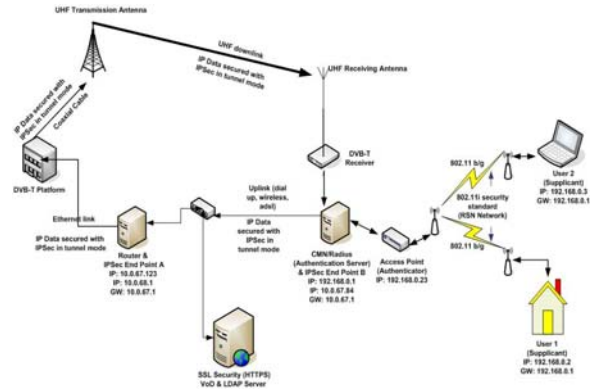 UHF Transmission Antenna
UHF downlink
IP Data secured with
IPSec in tunnel mode
UHF Receiving Antenna
IP Data secured with
IPSec in tunnel mode
Coaxial Cable
DVB-T
Receiver
DVB-T Platform
Ethernet link
IP Data secured with
IPSec in tunnel mode
Router &
IPSec End Point A
IP: 10.0.67.123
IP: 10.0.68.1
GW: 10.0.67.1
Uplink (dial
up, wireless,
adsl)
IP Data
secured with
IPSec in
tunnel mode
SSL Security (HTTPS)
VoD & LDAP Server
CMN/Radius
(Authentication Server)
& IPSec End Point B
IP: 192.168.0.1
IP: 10.0.67.84
GW: 10.0.67.1
Access Point
(Authenticator)
IP: 192.168.0.23
802.11 b/g
802.11i security
standard
(RSN Network)
802.11 b/g
User 2
(Supplicant)
IP: 192.168.0.3
GW: 192.168.0.1
User 1
(Supplicant)
IP: 192.168.0.2
GW: 192.168.0.1